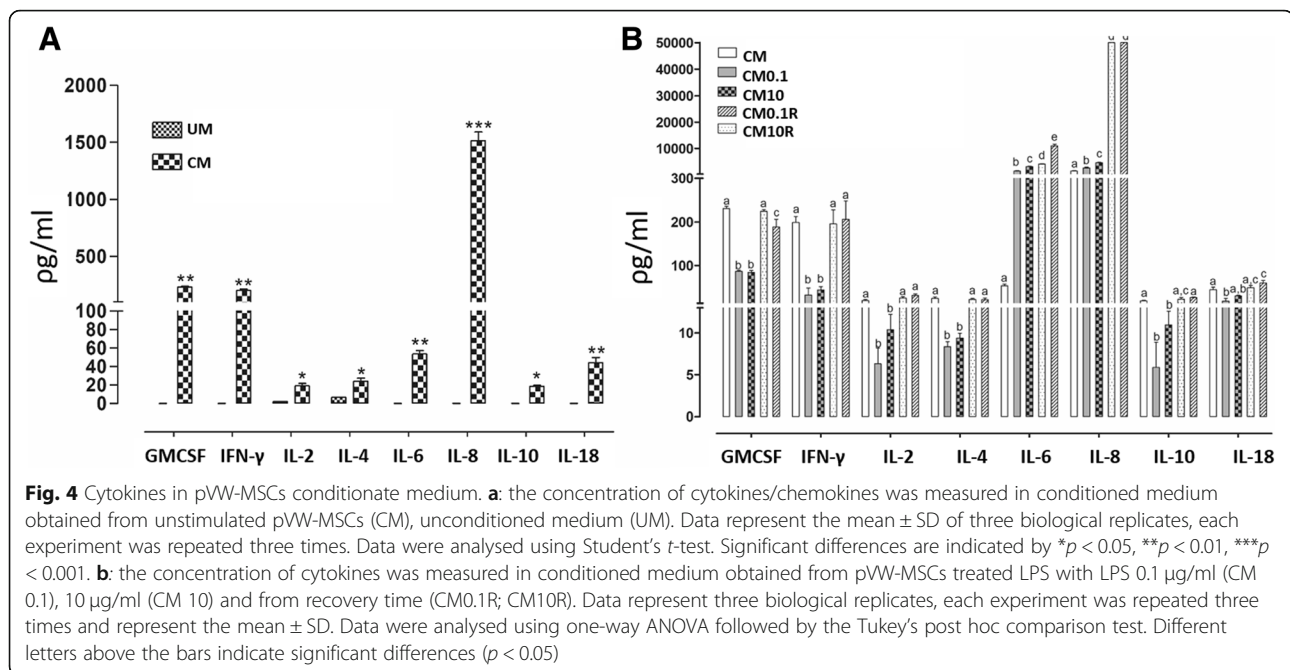 A
2000
1500
1000
500
100
80
60
40
20
0
ρg/ml
UM
CM
** ** * * ** *** * **
GMCSF IFN-γ IL-2 IL-4 IL-6 IL-8 IL-10 IL-18
B
50000
40000
30000
20000
10000
300
200
100
10
5
0
CM
CM0.1
CM10
CM0.1R
CM10R
a b b a c a b b a a a b b a a a b b a a a b c d e a b c d d a b b a,c a a b a,b a,c c
GMCSF IFN-γ IL-2 IL-4 IL-6 IL-8 IL-10 IL-18
Fig. 4 Cytokines in pVW-MSCs conditionate medium. a: the concentration of cytokines/chemokines was measured in conditioned medium
obtained from unstimulated pVW-MSCs (CM), unconditioned medium (UM). Data represent the mean ± SD of three biological replicates, each
experiment was repeated three times. Data were analysed using Student's t-test. Significant differences are indicated by *p < 0.05, **p < 0.01, ***p
< 0.001. b: the concentration of cytokines was measured in conditioned medium obtained from pVW-MSCs treated LPS with LPS 0.1 μg/ml (CM
0.1), 10 μg/ml (CM 10) and from recovery time (CM0.1R; CM10R). Data represent three biological replicates, each experiment was repeated three
times and represent the mean ± SD. Data were analysed using one-way ANOVA followed by the Tukey's post hoc comparison test. Different
letters above the bars indicate significant differences (p < 0.05)